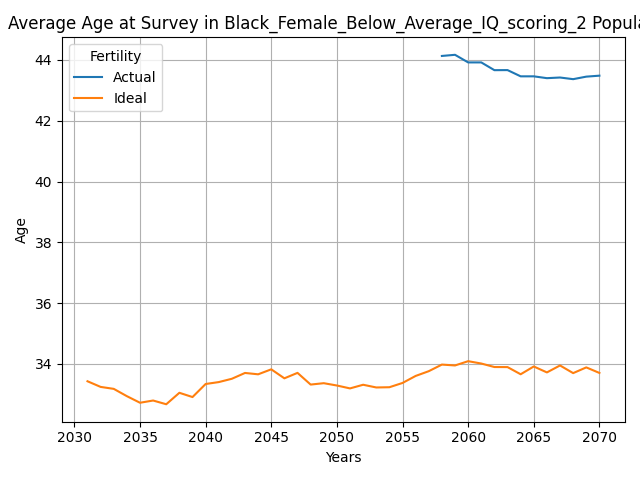 Average Age at Survey in Black_Female_Below_Average_IQ_scoring_2 Popula
Fertility
Actual
Ideal
44
42
40
38
36
34
Age
2030 2035 2040 2045 2050 2055 2060 2065 2070
Years